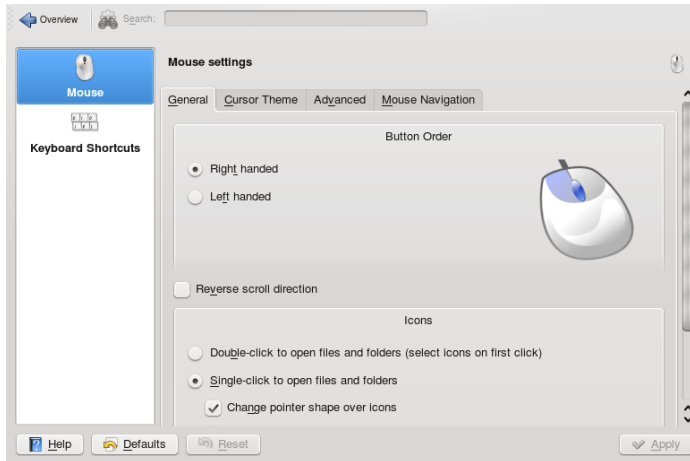 Overview
Search:
Mouse
Keyboard Shortcuts
Mouse settings
General Cursor Theme Advanced Mouse Navigation
Button Order
Right handed
Left handed
Reverse scroll direction
Icons
Double-click to open files and folders (select icons on first click)
Single-click to open files and folders
Change pointer shape over icons
Help Defaults Reset Apply